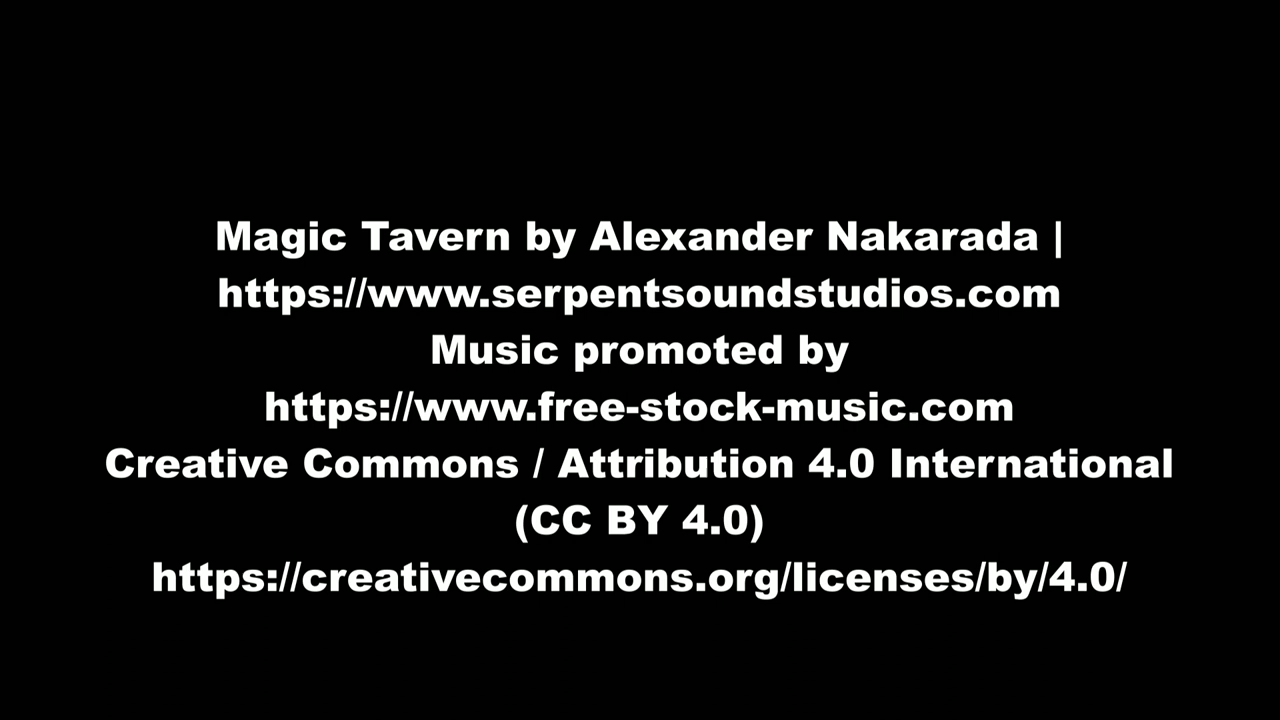 Magic Tavern by Alexander Nakarada |
https://www.serpentsoundstudios.com
Music promoted by
https://www.free-stock-music.com
Creative Commons / Attribution 4.0 International
(CC BY 4.0)
https://creativecommons.org/licenses/by/4.0/